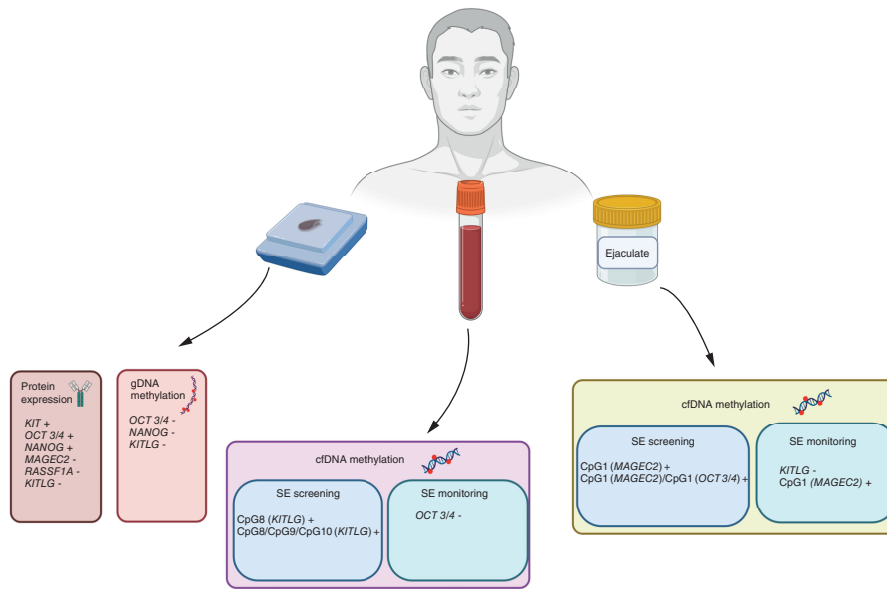 Ejaculate
Protein
expression
KIT +
OCT 3/4 +
NANOG +
MAGEC2 -
RASSF1A -
KITLG -
gDNA
methylation
OCT 3/4 -
NANOG -
KITLG -
cfDNA methylation
SE screening
CpG8 (KITLG) +
CpG8/CpG9/CpG10 (KITLG) +
SE monitoring
OCT 3/4 -
cfDNA methylation
SE screening
CpG1 (MAGEC2) +
CpG1 (MAGEC2)/CpG1 (OCT 3/4) +
SE monitoring
KITLG -
CpG1 (MAGEC2) +